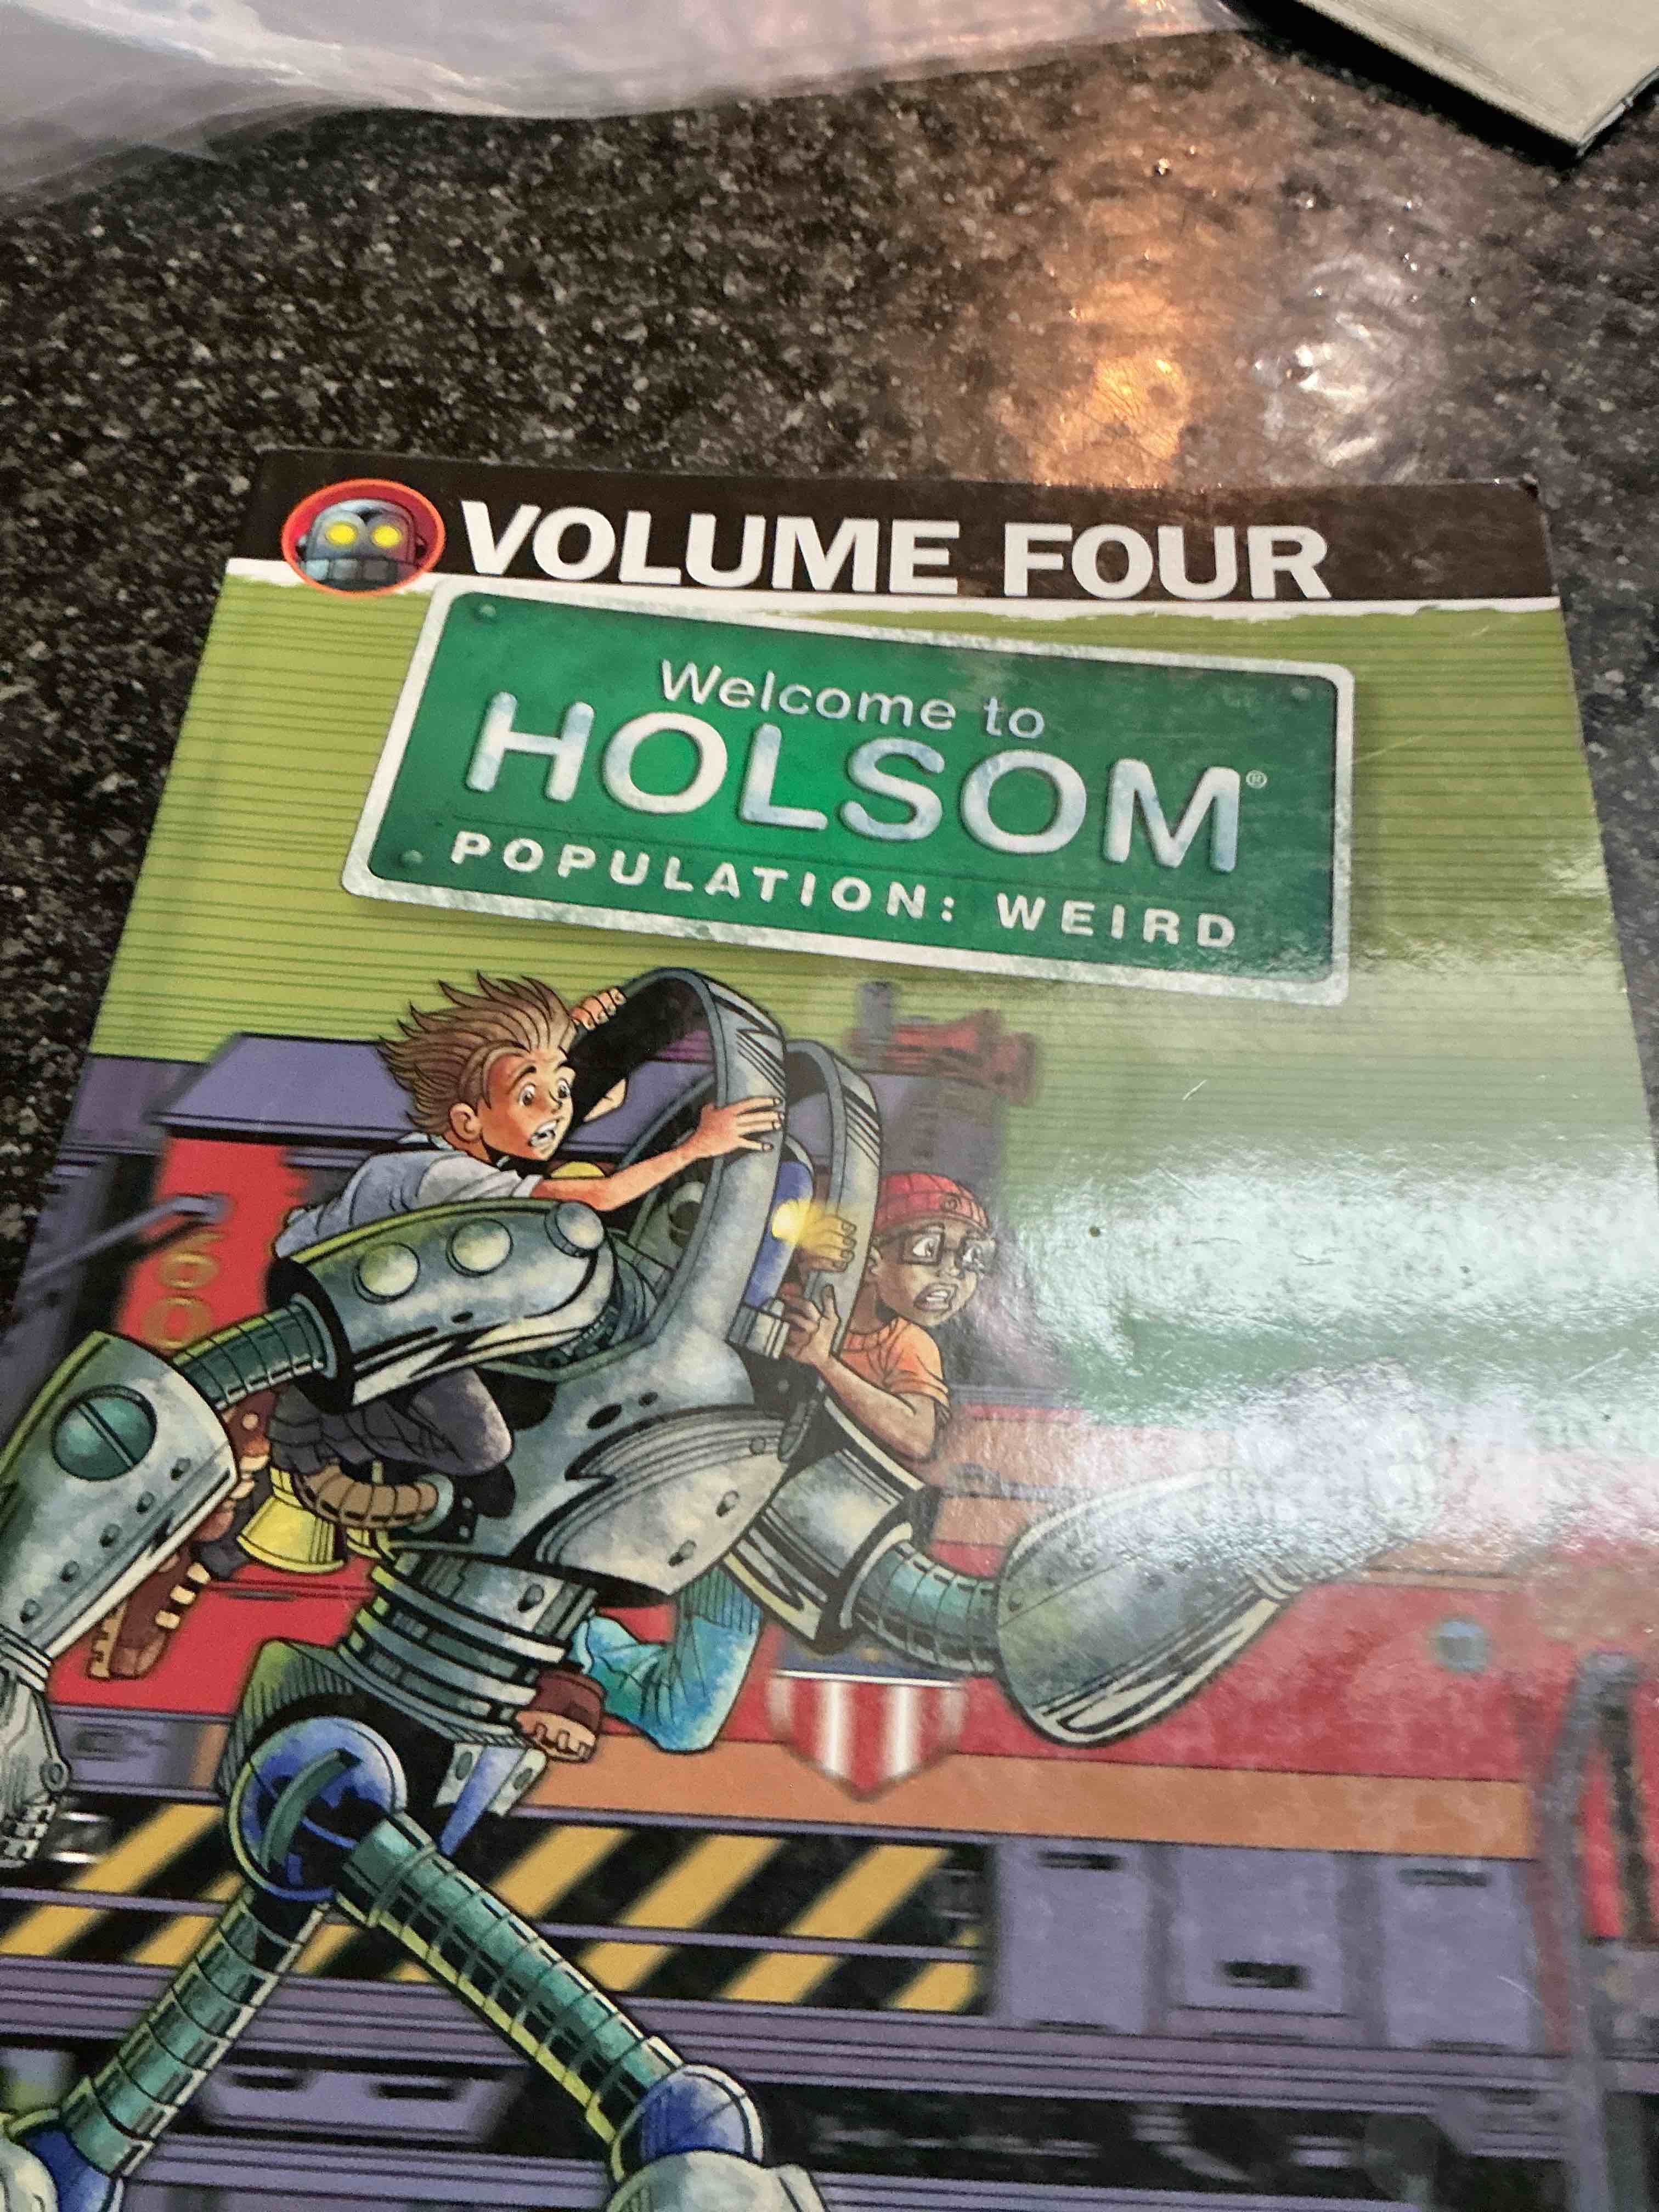 VOLUME FOUR
Welcome to
HOLSOM®
POPULATION: WEIRD